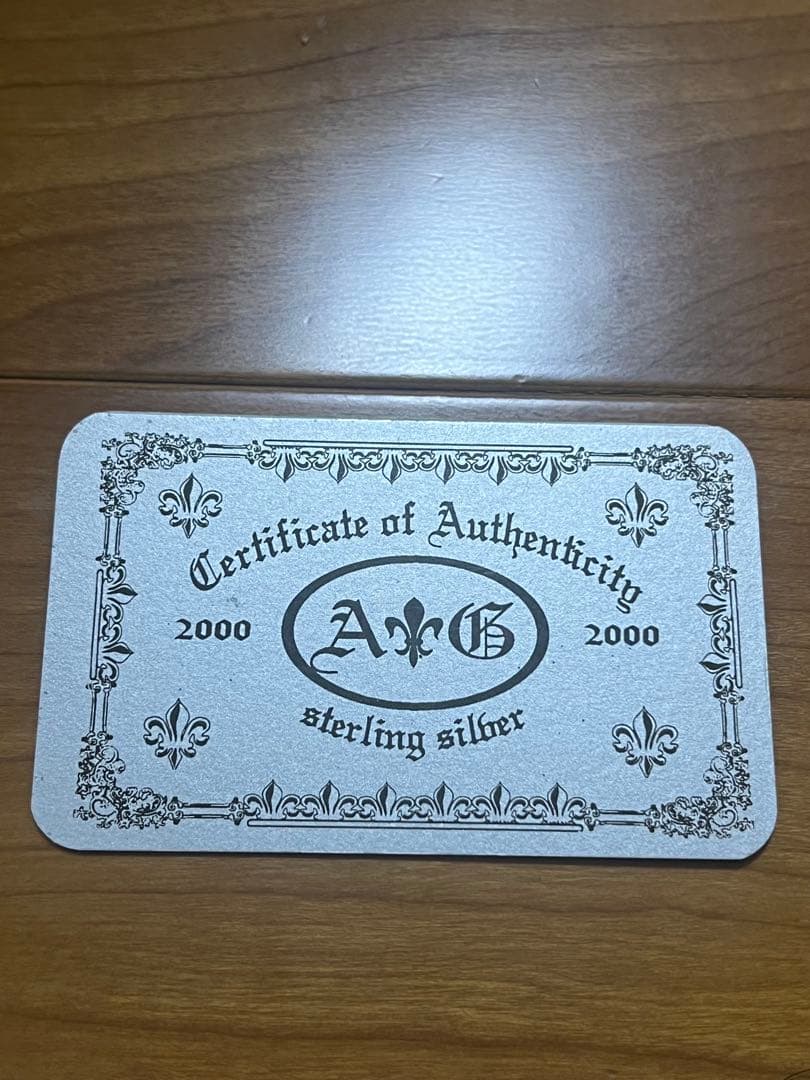 Certificate of Authenticity
2000 A G 2000
sterling silver